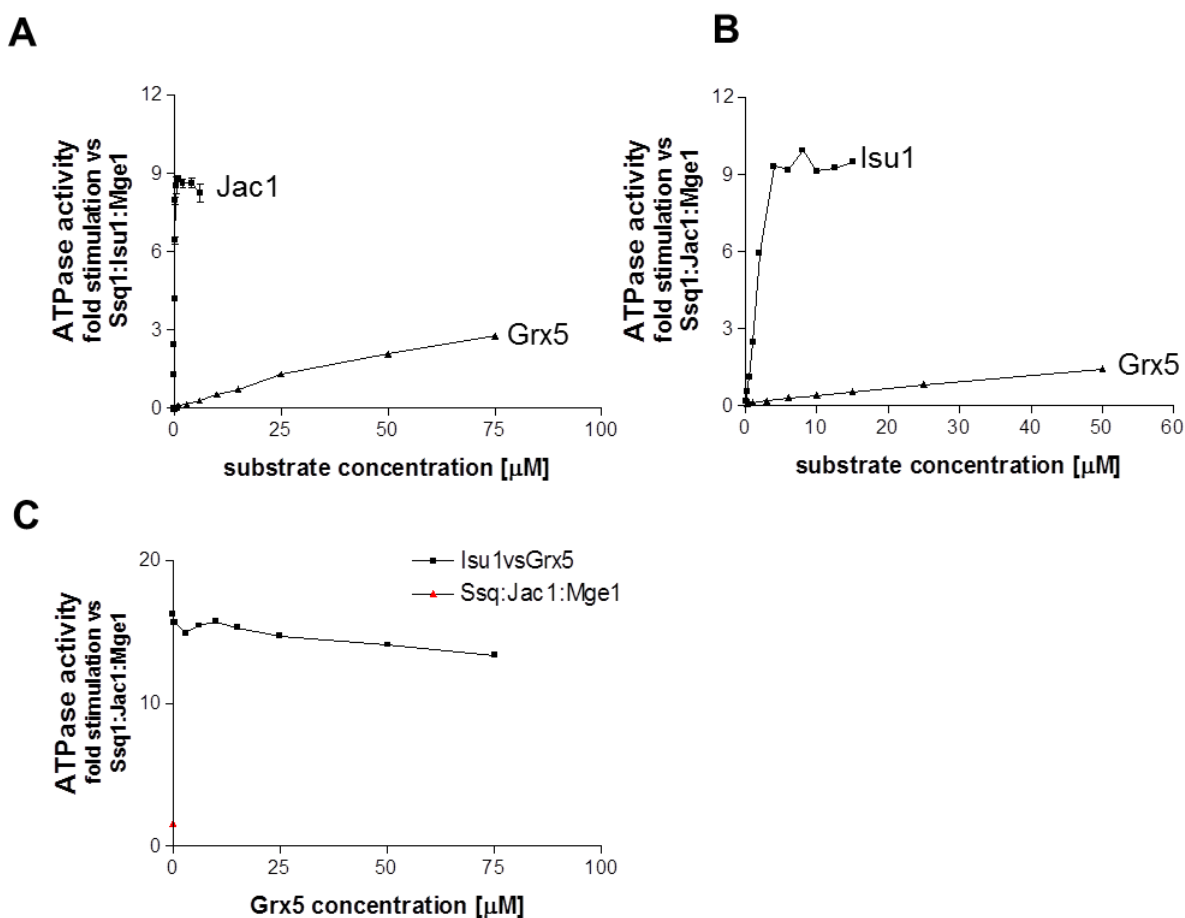 A
ATPase activity
fold stimulation vs
Ssq1:Isu1:Mge1
12
9
6
3
0
Jac1
Grx5
0 25 50 75 100
substrate concentration [μM]
B
ATPase activity
fold stimulation vs
Ssq1:Jac1:Mge1
12
9
6
3
0
Isu1
Grx5
0 10 20 30 40 50 60
substrate concentration [μM]
C
ATPase activity
fold stimulation vs
Ssq1:Jac1:Mge1
20
10
0
Isu1vsGrx5
Ssq:Jac1:Mge1
0 25 50 75 100
Grx5 concentration [μM]